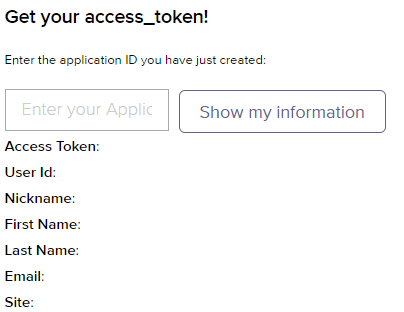 Get your access_token!
Enter the application ID you have just created:
Enter your Applic
Show my information
Access Token:
User Id:
Nickname:
First Name:
Last Name:
Email:
Site: